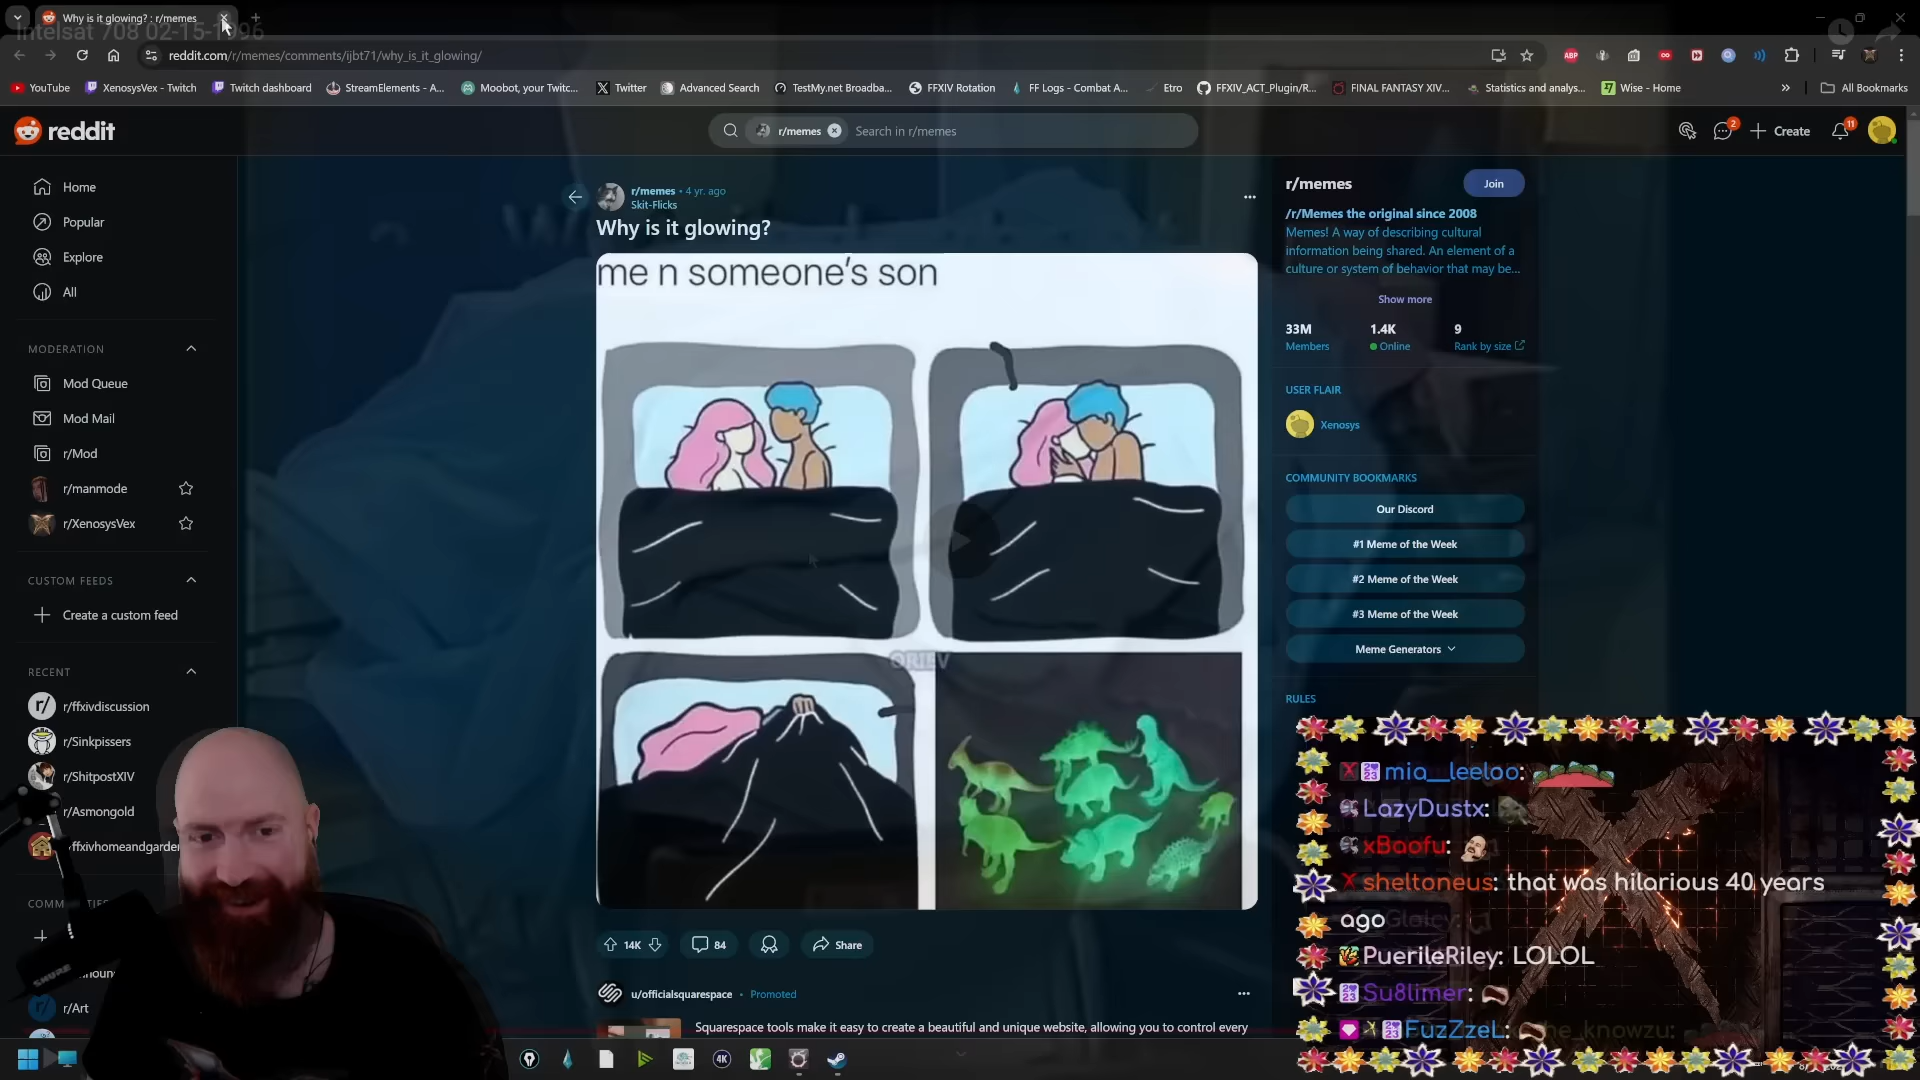 Why is it glowing? : r/memes
Intelsat 708 02-15-1996
reddit.com/r/memes/comments/ijbt71/why_is_it_glowing/
YouTube
XenosysVex - Twitch
Twitch dashboard
StreamElements - A...
Moobot, your Twitc...
Twitter
Advanced Search
TestMy.net Broadba...
FFXIV Rotation
FF Logs - Combat A...
Etro
FFXIV_ACT_Plugin/R...
FINAL FANTASY XIV...
Statistics and analys...
Wise - Home
»
All Bookmarks
reddit
r/memes
Search in r/memes
2
Create
11
Home
Popular
Explore
All
MODERATION
Mod Queue
Mod Mail
r/Mod
r/manmode
r/XenosysVex
CUSTOM FEEDS
Create a custom feed
RECENT
r/ffxivdiscussion
r/Sinkpissers
r/ShitpostXIV
r/Asmongold
r/Art
r/memes • 4 yr. ago
Skit-Flicks
Why is it glowing?
me n someone's son
14K
84
Share
u/officialsquarespace • Promoted
Squarespace tools make it easy to create a beautiful and unique website, allowing you to control every
r/memes
Join
/r/Memes the original since 2008
Memes! A way of describing cultural
information being shared. An element of a
culture or system of behavior that may be...
Show more
33M
Members
1.4K
Online
9
Rank by size
USER FLAIR
Xenosys
COMMUNITY BOOKMARKS
Our Discord
#1 Meme of the Week
#2 Meme of the Week
#3 Meme of the Week
Meme Generators
RULES
mia__leeloo:
LazyDustx:
xBaofu:
sheltoneus: that was hilarious 40 years
ago
PuerileRiley: LOLOL
Su8limer:
FuzZzeL:
SHURE
4K